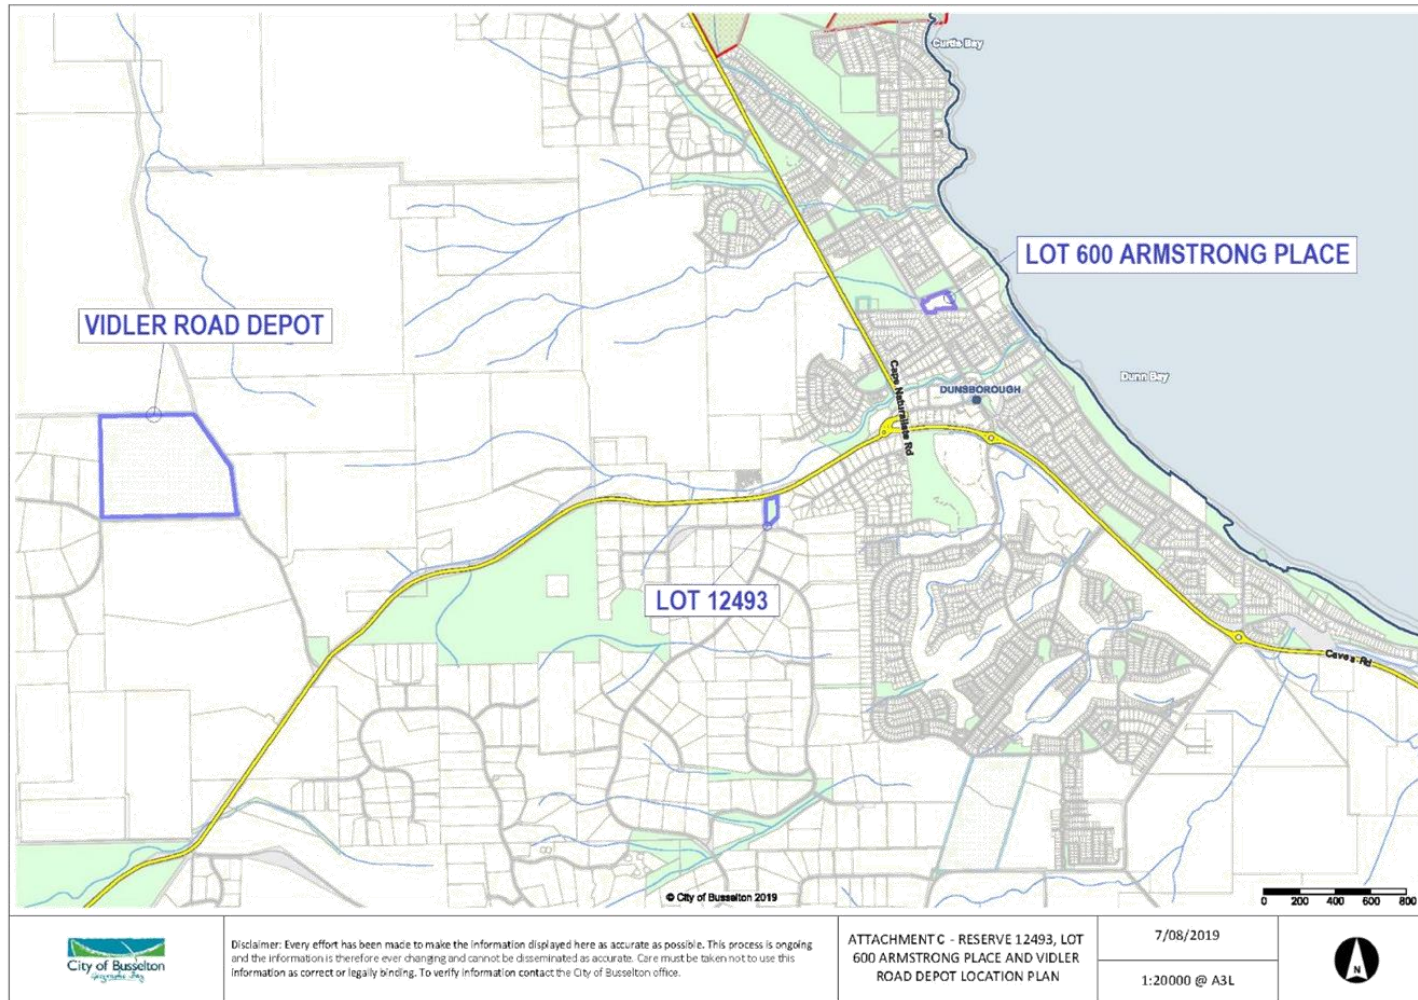 Curtis Bay
LOT 600 ARMSTRONG PLACE
VIDLER ROAD DEPOT
Dunn Bay
Cape Naturaliste Rd
DUNSBOROUGH
LOT 12493
Caves Rd
© City of Busselton 2019
0 200 400 600 800
City of Busselton
Geographe Bay
Disclaimer: Every effort has been made to make the information displayed here as accurate as possible. This process is ongoing
and the information is therefore ever changing and cannot be disseminated as accurate. Care must be taken not to use this
information as correct or legally binding. To verify information contact the City of Busselton office.
ATTACHMENT C - RESERVE 12493, LOT
600 ARMSTRONG PLACE AND VIDLER
ROAD DEPOT LOCATION PLAN
7/08/2019
1:20000 @ A3L
N